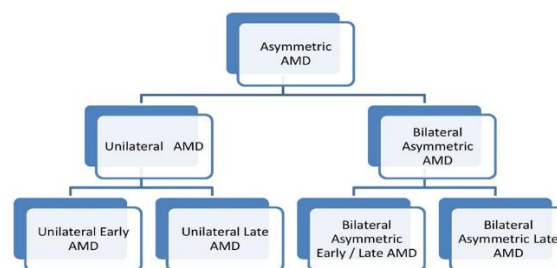 Asymmetric
AMD
Unilateral AMD
Bilateral
Asymmetric
AMD
Unilateral Early
AMD
Unilateral Late
AMD
Bilateral
Asymmetric
Early / Late AMD
Bilateral
Asymmetric Late
AMD